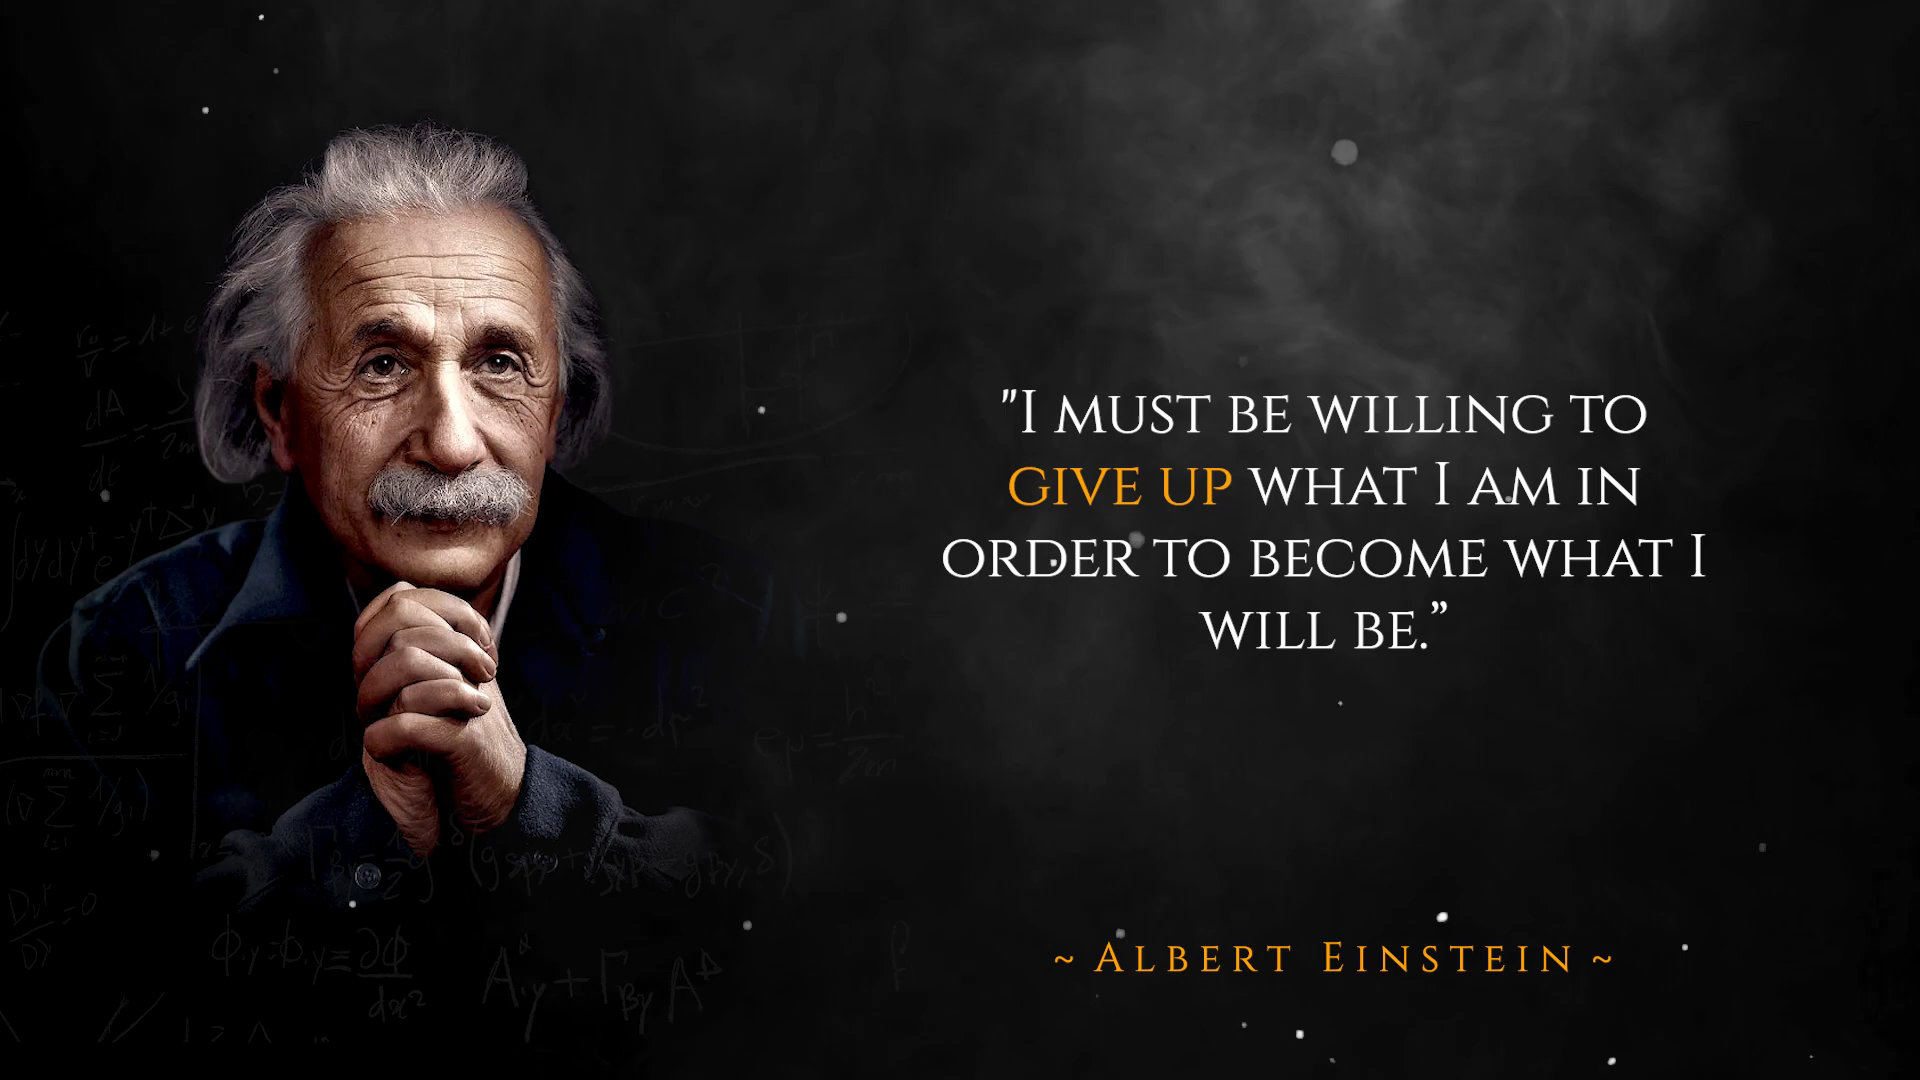 "I MUST BE WILLING TO
GIVE UP WHAT I AM IN
ORDER TO BECOME WHAT I
WILL BE.”
~ ALBERT EINSTEIN ~